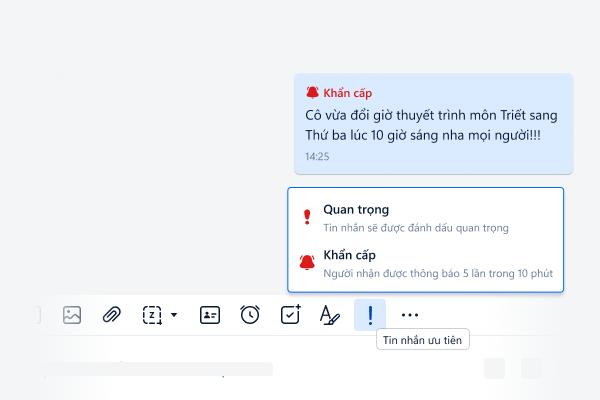 Khẩn cấp
Cô vừa đổi giờ thuyết trình môn Triết sang
Thứ ba lúc 10 giờ sáng nha mọi người!!!
14:25
Quan trọng
Tin nhắn sẽ được đánh dấu quan trọng
Khẩn cấp
Người nhận được thông báo 5 lần trong 10 phút
Tin nhắn ưu tiên